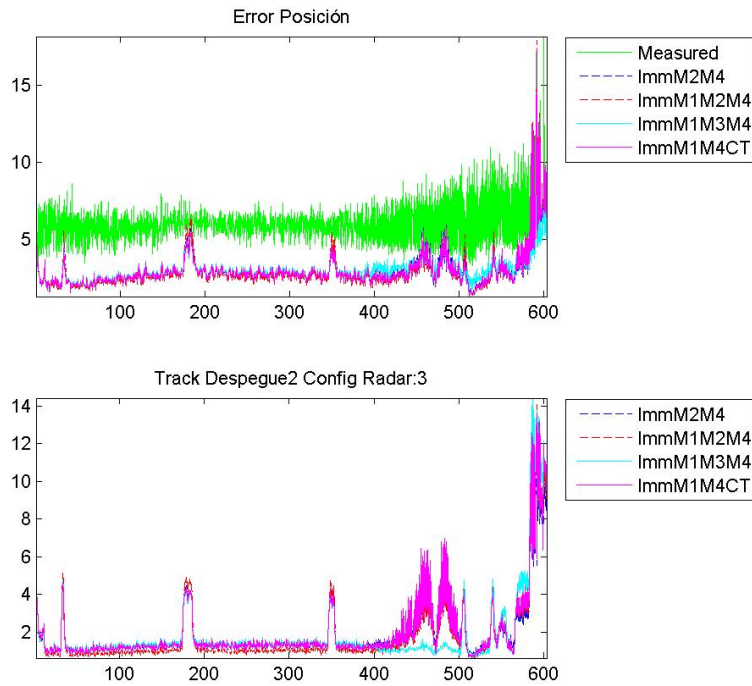 Error Posición
15
10
5
100 200 300 400 500 600
Measured
ImmM2M4
ImmM1M2M4
ImmM1M3M4
ImmM1M4CT
Track Despegue2 Config Radar:3
14
12
10
8
6
4
2
100 200 300 400 500 600
ImmM2M4
ImmM1M2M4
ImmM1M3M4
ImmM1M4CT